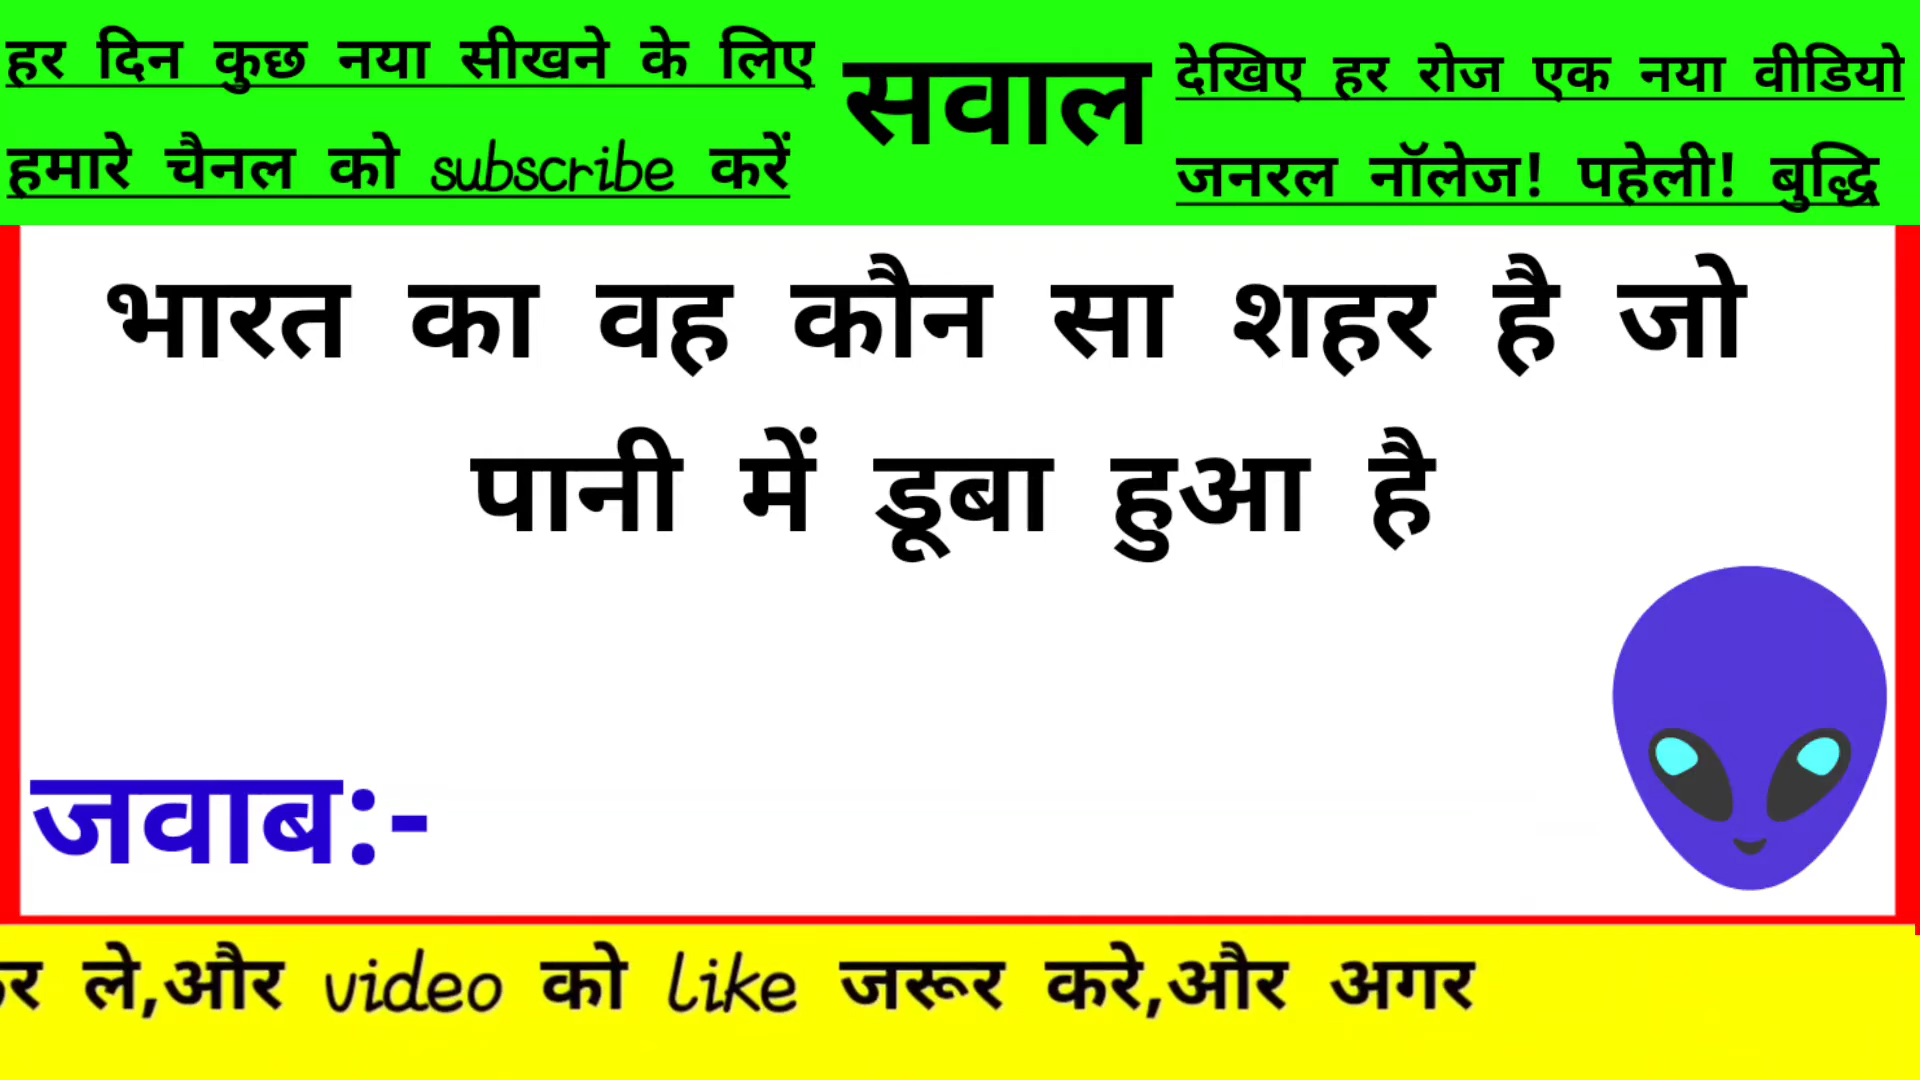 हर दिन कुछ नया सीखने के लिए
हमारे चैनल को subscribe करें
सवाल
देखिए हर रोज एक नया वीडियो
जनरल नॉलेज! पहेली! बुद्धि
भारत का वह कौन सा शहर है जो
पानी में डूबा हुआ है
जवाब:-
ले,और video को like जरूर करे,और अगर